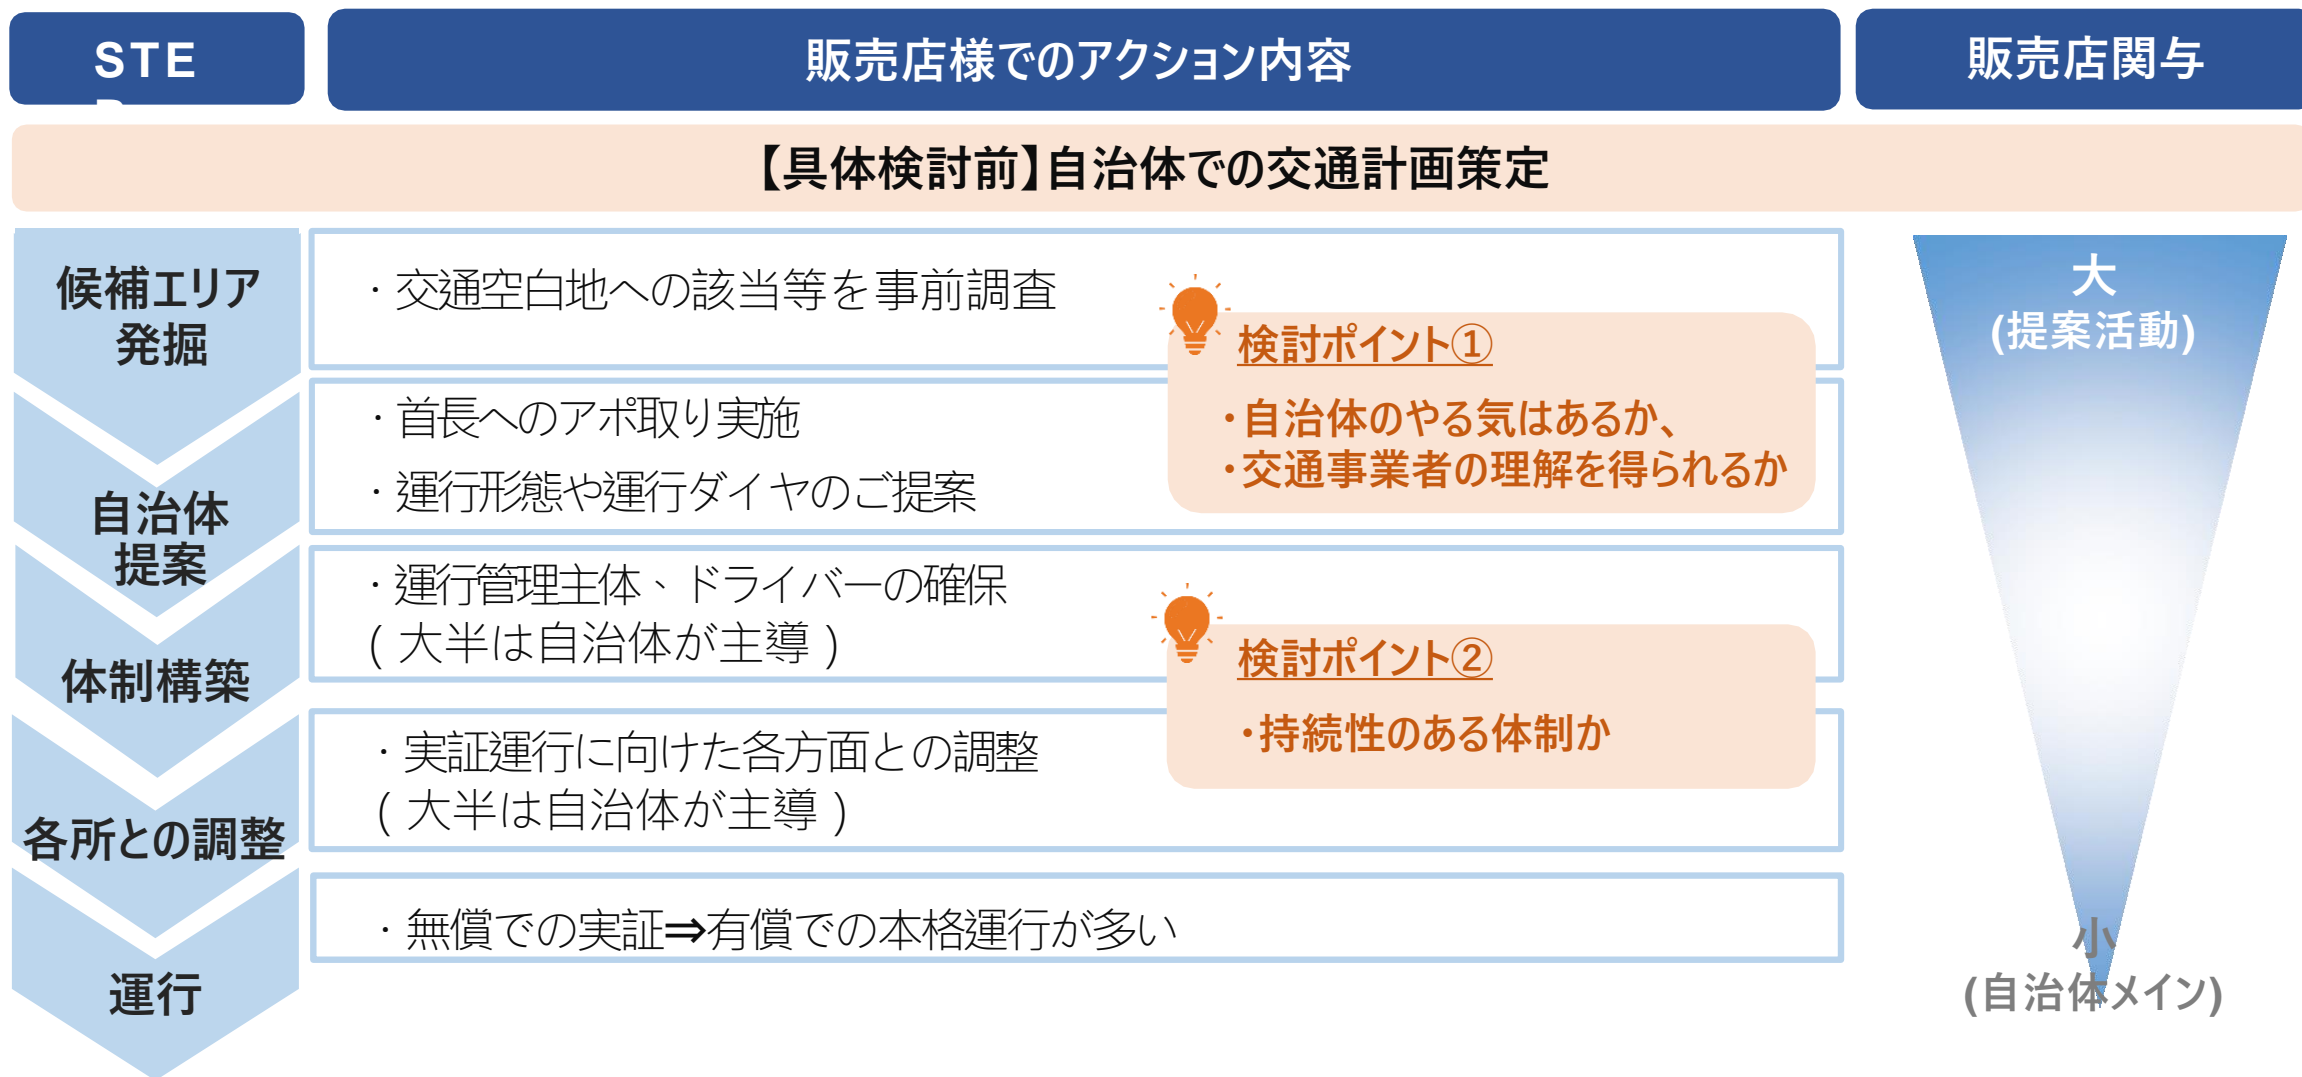 STE
販売店様でのアクション内容
販売店関与
【具体検討前】自治体での交通計画策定
候補エリア
発掘
・交通空白地への該当等を事前調査
検討ポイント①
・自治体のやる気はあるか、
・交通事業者の理解を得られるか
自治体
提案
・首長へのアポ取り実施
・運行形態や運行ダイヤのご提案
体制構築
・運行管理主体、ドライバーの確保
(大半は自治体が主導)
検討ポイント②
・持続性のある体制か
各所との調整
・実証運行に向けた各方面との調整
(大半は自治体が主導)
運行
・無償での実証⇒有償での本格運行が多い
大
(提案活動)
小
(自治体メイン)